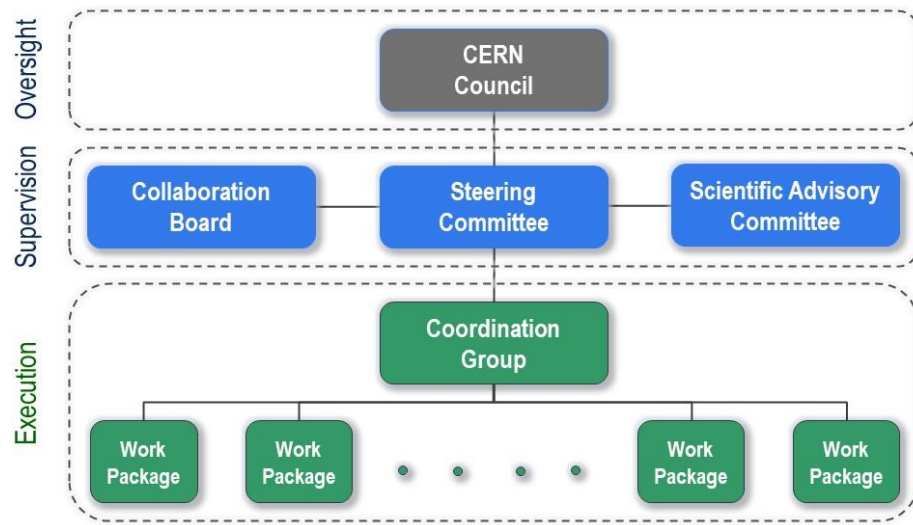 Oversight
CERN
Council
Supervision
Collaboration
Board
Steering
Committee
Scientific Advisory
Committee
Execution
Coordination
Group
Work
Package
Work
Package
Work
Package
Work
Package